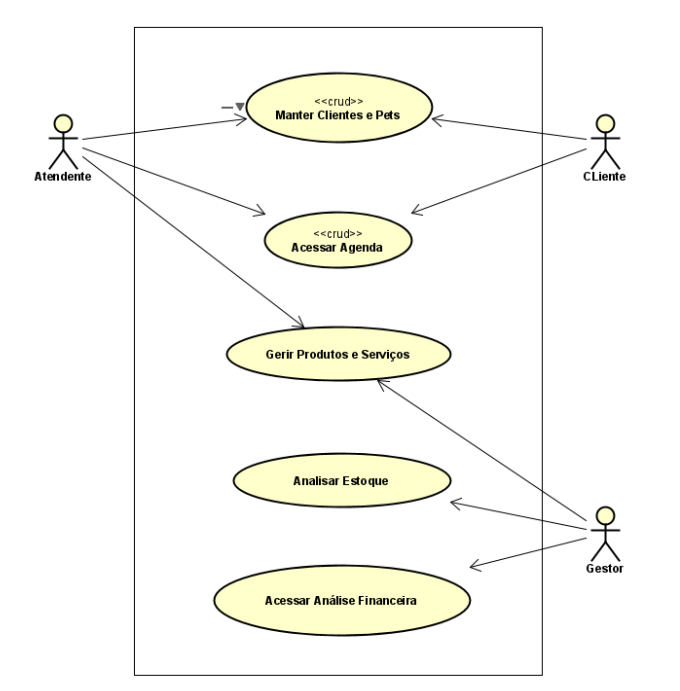 <<crud>>
Manter Clientes e Pets
Atendente
CLiente
<<crud>>
Acessar Agenda
Gerir Produtos e Serviços
Analisar Estoque
Gestor
Acessar Análise Financeira